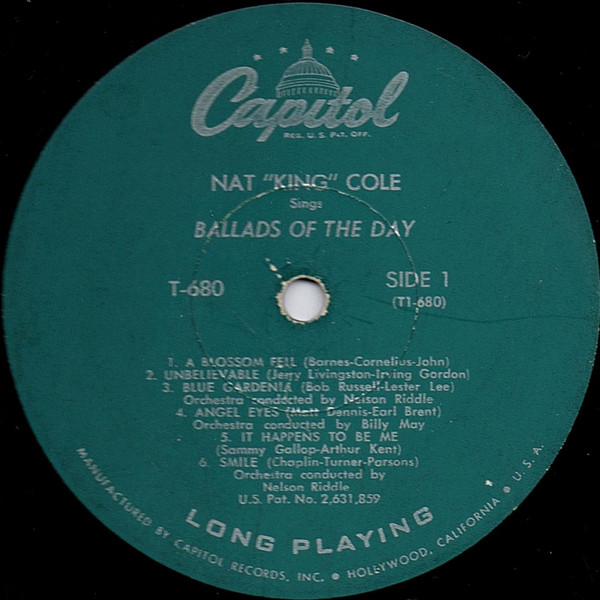 Capitol
REG. U.S. PAT. OFF.
NAT "KING" COLE
Sings
BALLADS OF THE DAY
T-680
SIDE 1
(T1-680)
1. A BLOSSOM FELL (Barnes-Cornelius-John)
2. UNBELIEVABLE (Jerry Livingston-Irving Gordon)
3. BLUE GARDENIA (Bob Russell-Lester Lee)
Orchestra conducted by Nelson Riddle
4. ANGEL EYES (Matt Dennis-Earl Brent)
Orchestra conducted by Billy May
5. IT HAPPENS TO BE ME
(Sammy Gallop-Arthur Kent)
6. SMILE (Chaplin-Turner-Parsons)
Orchestra conducted by
Nelson Riddle
U.S. Pat. No. 2,631,859
LONG PLAYING
MANUFACTURED BY CAPITOL RECORDS, INC. • HOLLYWOOD, CALIFORNIA • U.S.A.